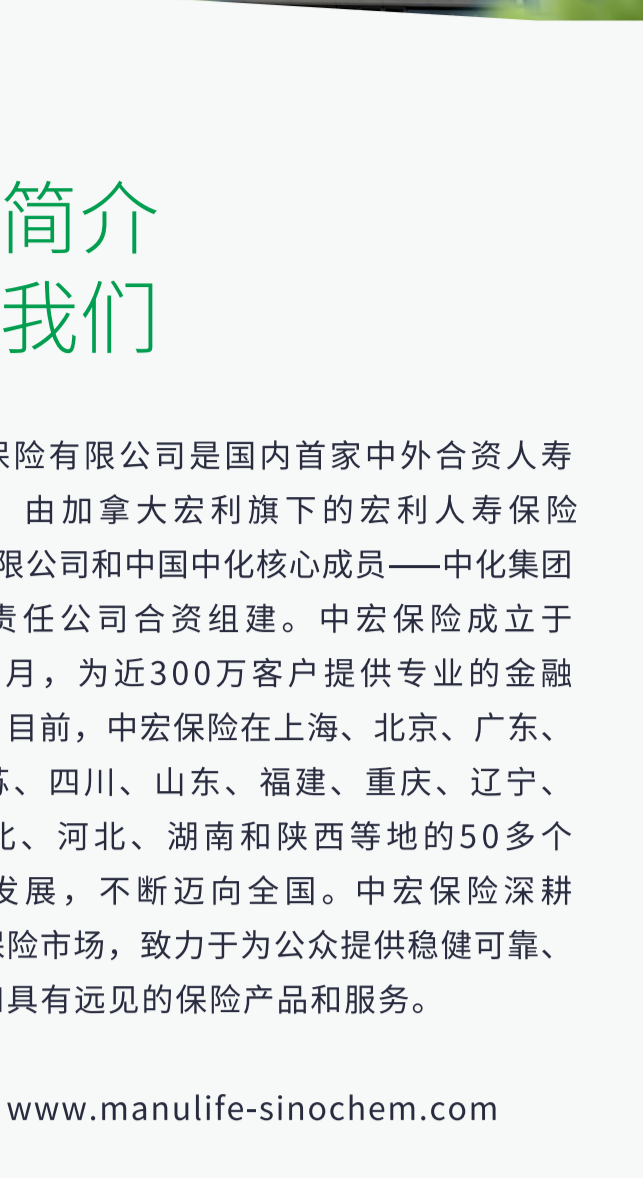 简介
我们
保险有限公司是国内首家中外合资人寿
由加拿大宏利旗下的宏利人寿保险
限公司和中国中化核心成员——中化集团
责任公司合资组建。中宏保险成立于
月，为近300万客户提供专业的金融
目前，中宏保险在上海、北京、广东、
、四川、山东、福建、重庆、辽宁、
、河北、湖南和陕西等地的50多个
发展，不断迈向全国。中宏保险深耕
保险市场，致力于为公众提供稳健可靠、
具有远见的保险产品和服务。
www.manulife-sinochem.com